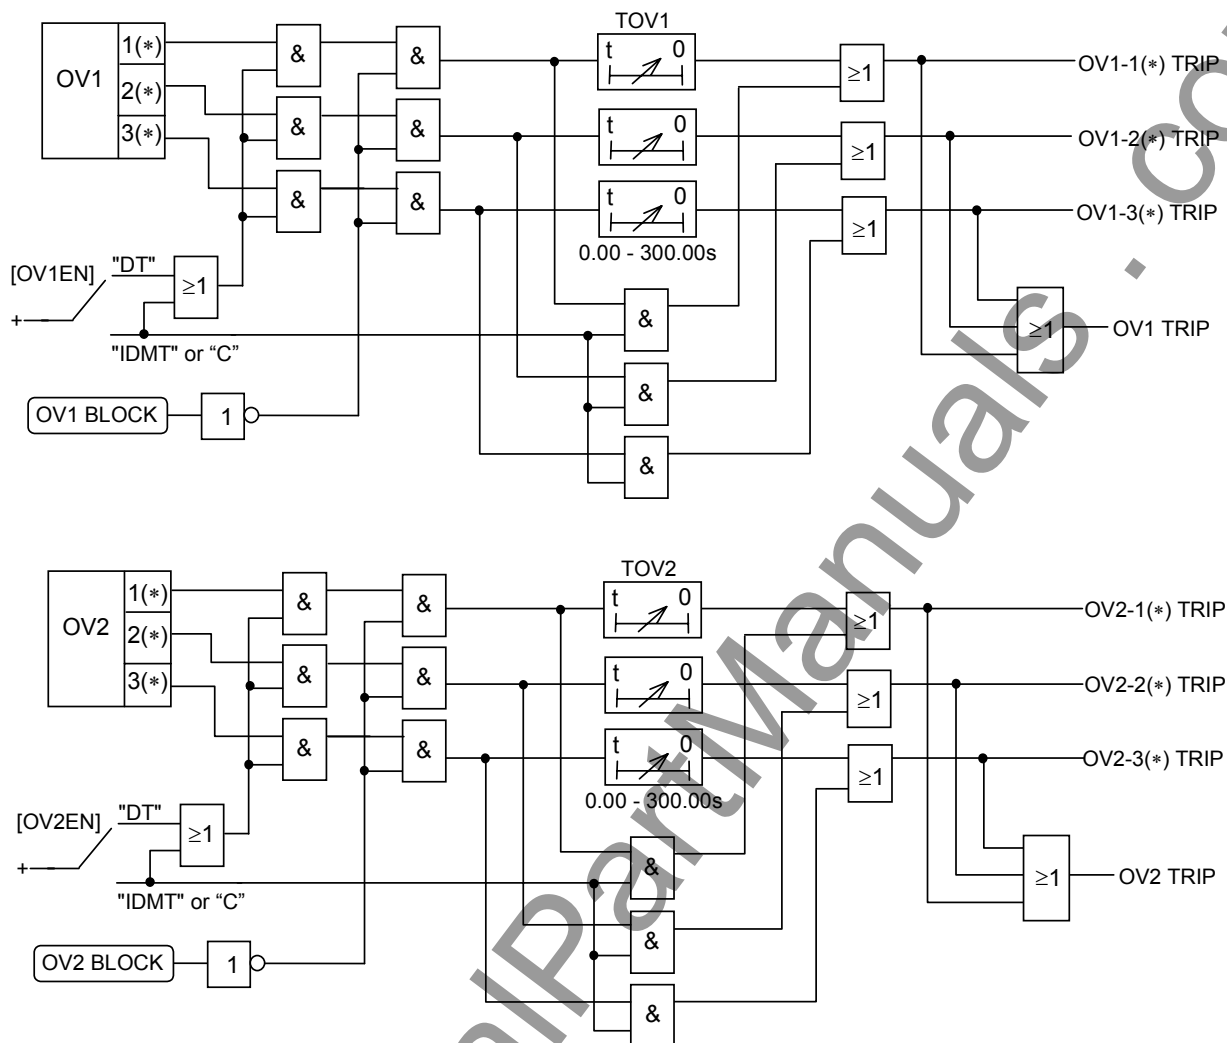 TOV1
OV1
1(*)
2(*)
3(*)
&
&
&
&
&
&
t 0
t 0
t 0
0.00 - 300.00s
≥1
≥1
≥1
OV1-1(*) TRIP
OV1-2(*) TRIP
OV1-3(*) TRIP
[OV1EN]
"DT"
+
≥1
"IDMT" or “C”
&
&
&
≥1
OV1 TRIP
OV1 BLOCK
1
TOV2
OV2
1(*)
2(*)
3(*)
&
&
&
&
&
&
t 0
t 0
t 0
0.00 - 300.00s
≥1
≥1
≥1
OV2-1(*) TRIP
OV2-2(*) TRIP
OV2-3(*) TRIP
[OV2EN]
"DT"
+
≥1
"IDMT" or “C”
&
&
&
≥1
OV2 TRIP
OV2 BLOCK
1
lPartManuals . co